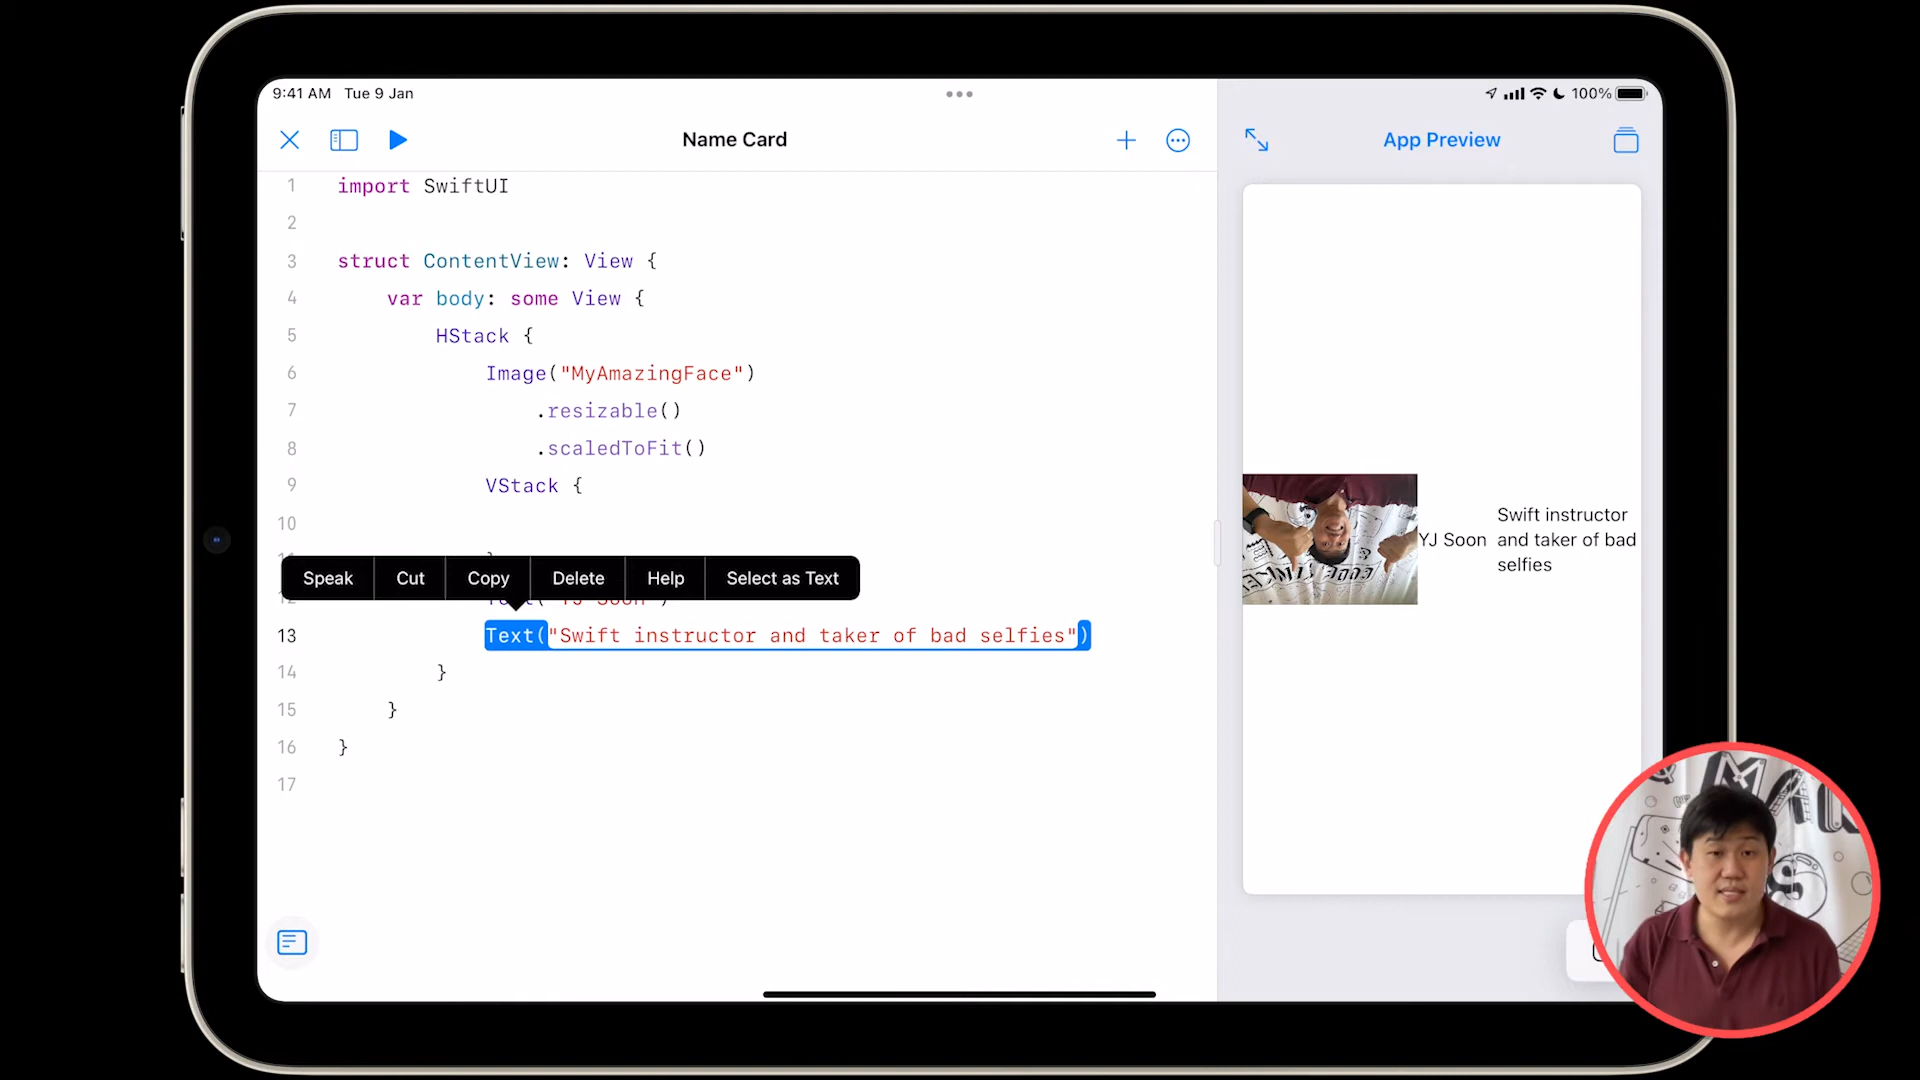 9:41 AM Tue 9 Jan
100%
Name Card
App Preview
1 import SwiftUI
2
3 struct ContentView: View {
4 var body: some View {
5 HStack {
6 Image("MyAmazingFace")
7 .resizable()
8 .scaledToFit()
9 VStack {
10
Speak Cut Copy Delete Help Select as Text
13 Text("Swift instructor and taker of bad selfies")
14 }
15 }
16 }
17
YJ Soon
Swift instructor
and taker of bad
selfies